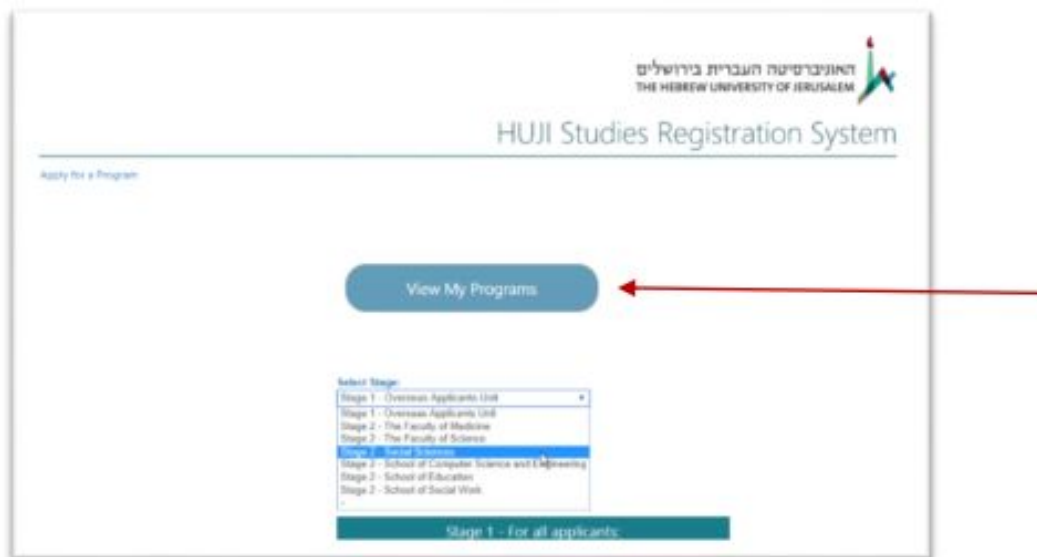 האוניברסיטה העברית בירושלים
THE HEBREW UNIVERSITY OF JERUSALEM
HUJI Studies Registration System
Apply for a Program
View My Programs
Select Stage:
Stage 1 - Overseas Applicants Unit
Stage 1 - Overseas Applicants Unit
Stage 2 - The Faculty of Medicine
Stage 2 - The Faculty of Science
Stage 2 - Social Sciences
Stage 2 - School of Computer Science and Engineering
Stage 2 - School of Education
Stage 2 - School of Social Work
-
Stage 1 - For all applicants: